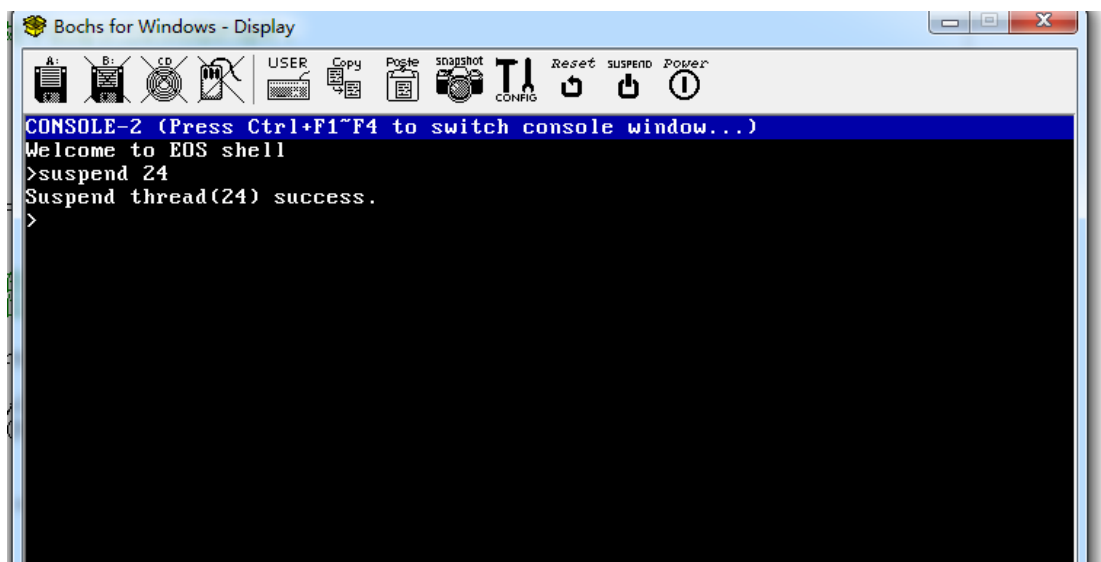 Bochs for Windows - Display
A: B: CD USER Copy Paste snapshot CONFIG Reset SUSPEND Power
CONSOLE-2 (Press Ctrl+F1~F4 to switch console window...)
Welcome to EOS shell
>suspend 24
Suspend thread(24) success.
>